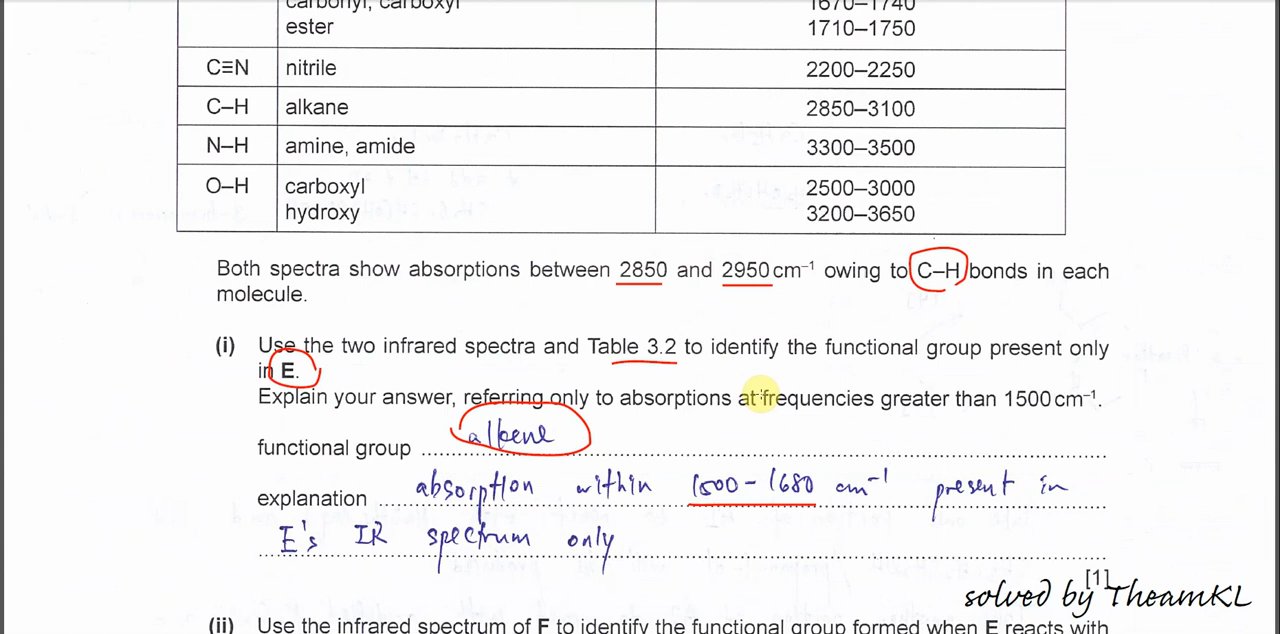 carbonyl, carboxyl 1670–1740
ester 1710–1750
C≡N nitrile 2200–2250
C–H alkane 2850–3100
N–H amine, amide 3300–3500
O–H carboxyl 2500–3000
hydroxy 3200–3650
Both spectra show absorptions between 2850 and 2950 cm⁻¹ owing to C–H bonds in each
molecule.
(i) Use the two infrared spectra and Table 3.2 to identify the functional group present only
in E.
Explain your answer, referring only to absorptions at frequencies greater than 1500 cm⁻¹.
functional group alkene
explanation absorption within 1500 – 1680 cm⁻¹ present in
E's IR spectrum only
[1]
solved by TheamKL
(ii) Use the infrared spectrum of F to identify the functional group formed when E reacts with